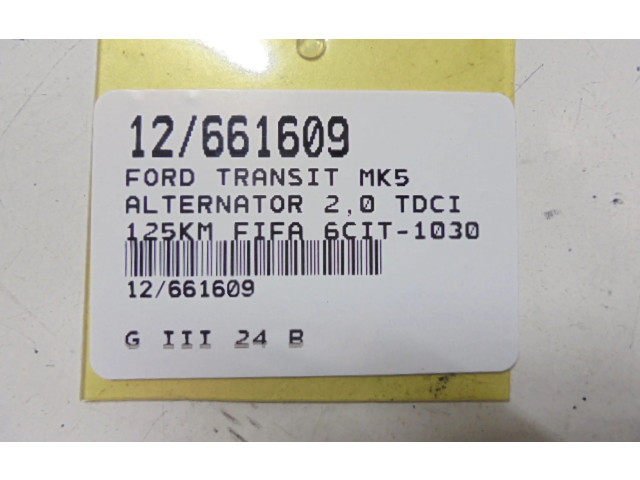 12/661609
FORD TRANSIT MK5
ALTERNATOR 2,0 TDCI
125KM FIFA 6CIT-1030
12/661609
G III 24 B